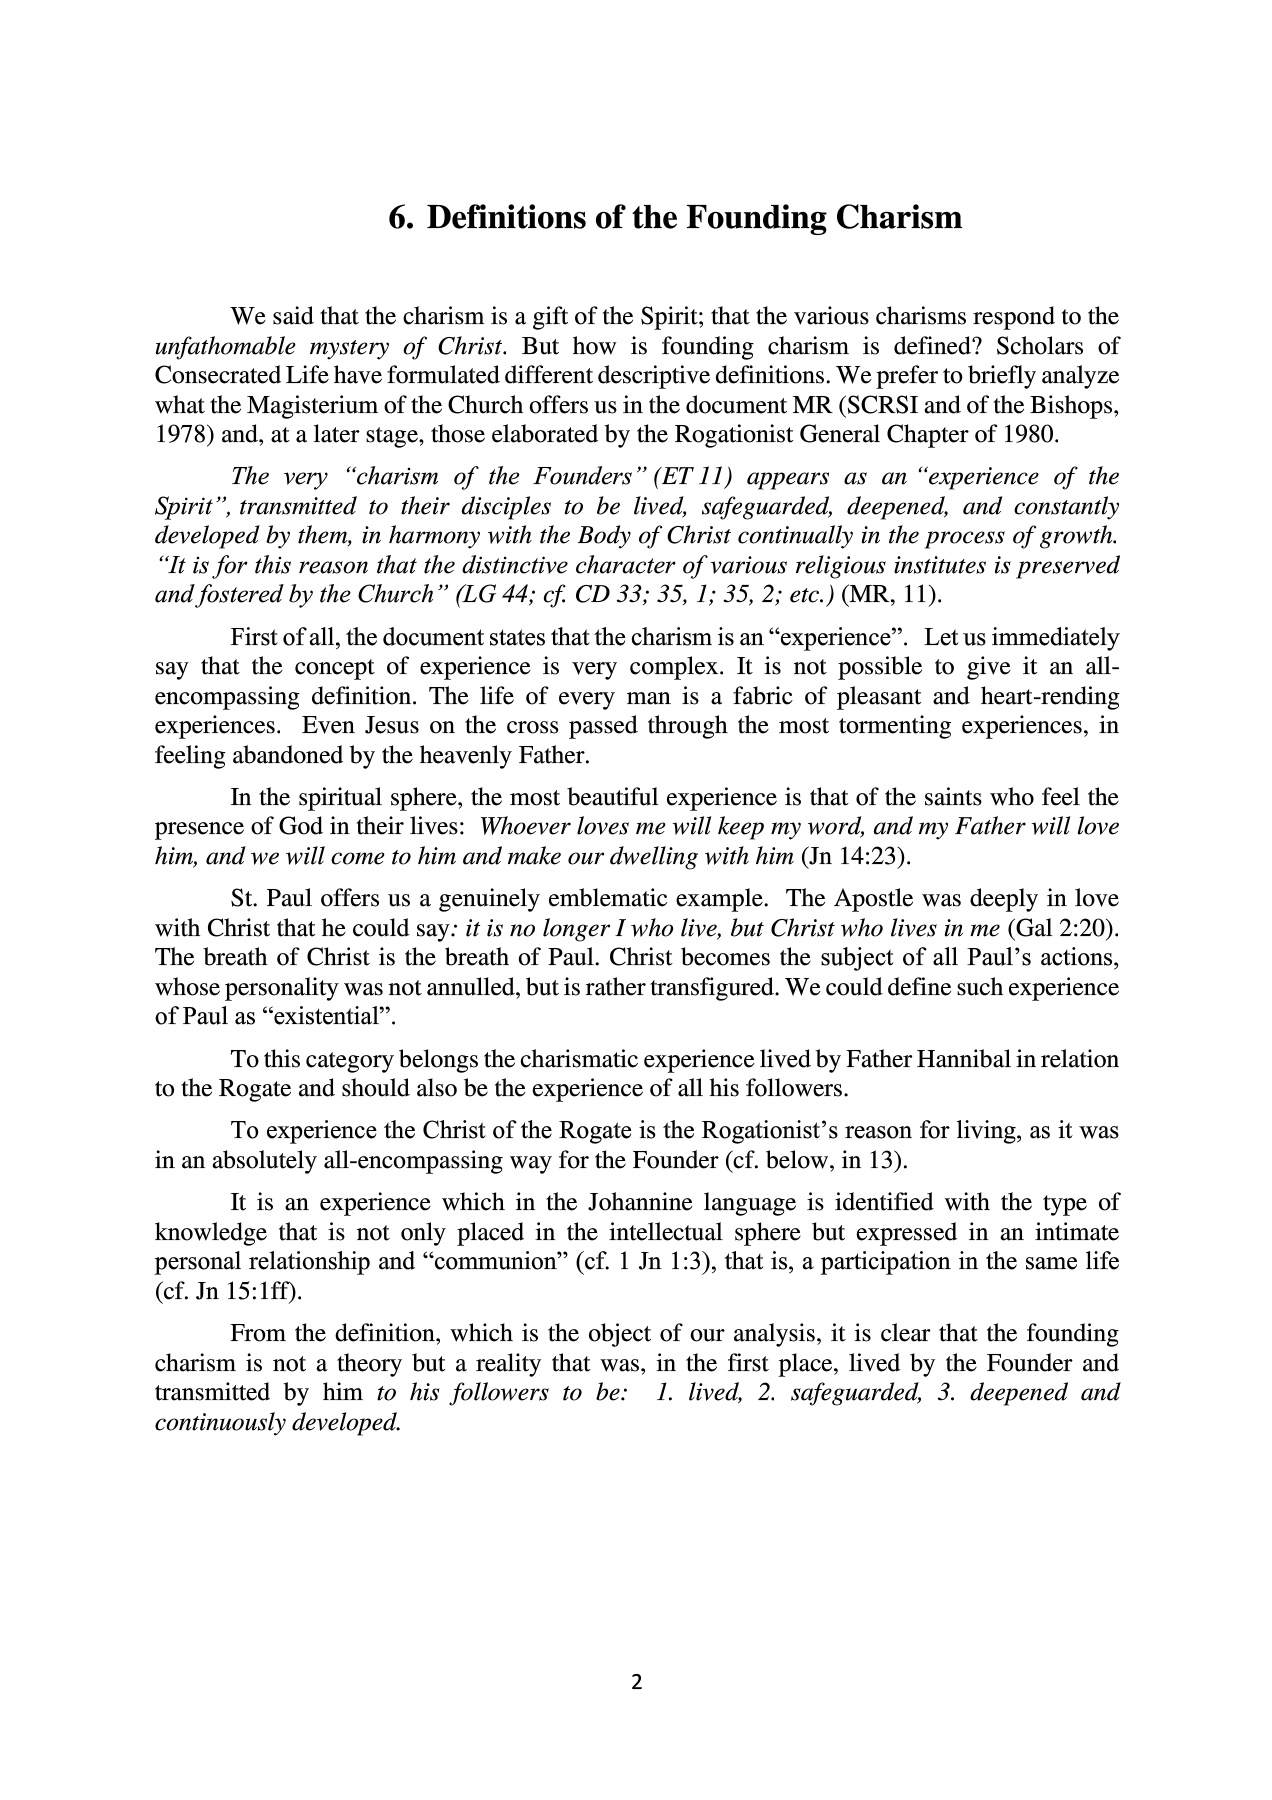 6. Definitions of the Founding Charism
We said that the charism is a gift of the Spirit; that the various charisms respond to the
unfathomable mystery of Christ. But how is founding charism is defined? Scholars of
Consecrated Life have formulated different descriptive definitions. We prefer to briefly analyze
what the Magisterium of the Church offers us in the document MR (SCRSI and of the Bishops,
1978) and, at a later stage, those elaborated by the Rogationist General Chapter of 1980.
The very “charism of the Founders” (ET 11) appears as an “experience of the
Spirit”, transmitted to their disciples to be lived, safeguarded, deepened, and constantly
developed by them, in harmony with the Body of Christ continually in the process of growth.
“It is for this reason that the distinctive character of various religious institutes is preserved
and fostered by the Church” (LG 44; cf. CD 33; 35, 1; 35, 2; etc.) (MR, 11).
First of all, the document states that the charism is an “experience”. Let us immediately
say that the concept of experience is very complex. It is not possible to give it an all-
encompassing definition. The life of every man is a fabric of pleasant and heart-rending
experiences. Even Jesus on the cross passed through the most tormenting experiences, in
feeling abandoned by the heavenly Father.
In the spiritual sphere, the most beautiful experience is that of the saints who feel the
presence of God in their lives: Whoever loves me will keep my word, and my Father will love
him, and we will come to him and make our dwelling with him (Jn 14:23).
St. Paul offers us a genuinely emblematic example. The Apostle was deeply in love
with Christ that he could say: it is no longer I who live, but Christ who lives in me (Gal 2:20).
The breath of Christ is the breath of Paul. Christ becomes the subject of all Paul’s actions,
whose personality was not annulled, but is rather transfigured. We could define such experience
of Paul as “existential”.
To this category belongs the charismatic experience lived by Father Hannibal in relation
to the Rogate and should also be the experience of all his followers.
To experience the Christ of the Rogate is the Rogationist’s reason for living, as it was
in an absolutely all-encompassing way for the Founder (cf. below, in 13).
It is an experience which in the Johannine language is identified with the type of
knowledge that is not only placed in the intellectual sphere but expressed in an intimate
personal relationship and “communion” (cf. 1 Jn 1:3), that is, a participation in the same life
(cf. Jn 15:1ff).
From the definition, which is the object of our analysis, it is clear that the founding
charism is not a theory but a reality that was, in the first place, lived by the Founder and
transmitted by him to his followers to be: 1. lived, 2. safeguarded, 3. deepened and
continuously developed.
2